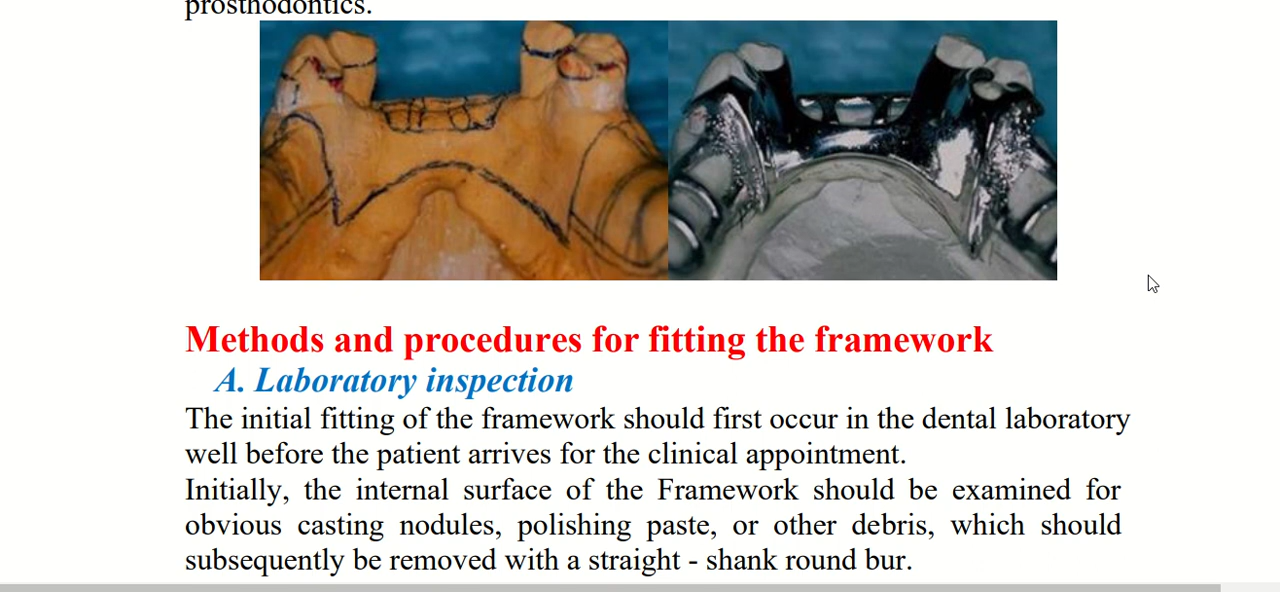 prosthodontics.
Methods and procedures for fitting the framework
A. Laboratory inspection
The initial fitting of the framework should first occur in the dental laboratory
well before the patient arrives for the clinical appointment.
Initially, the internal surface of the Framework should be examined for
obvious casting nodules, polishing paste, or other debris, which should
subsequently be removed with a straight - shank round bur.